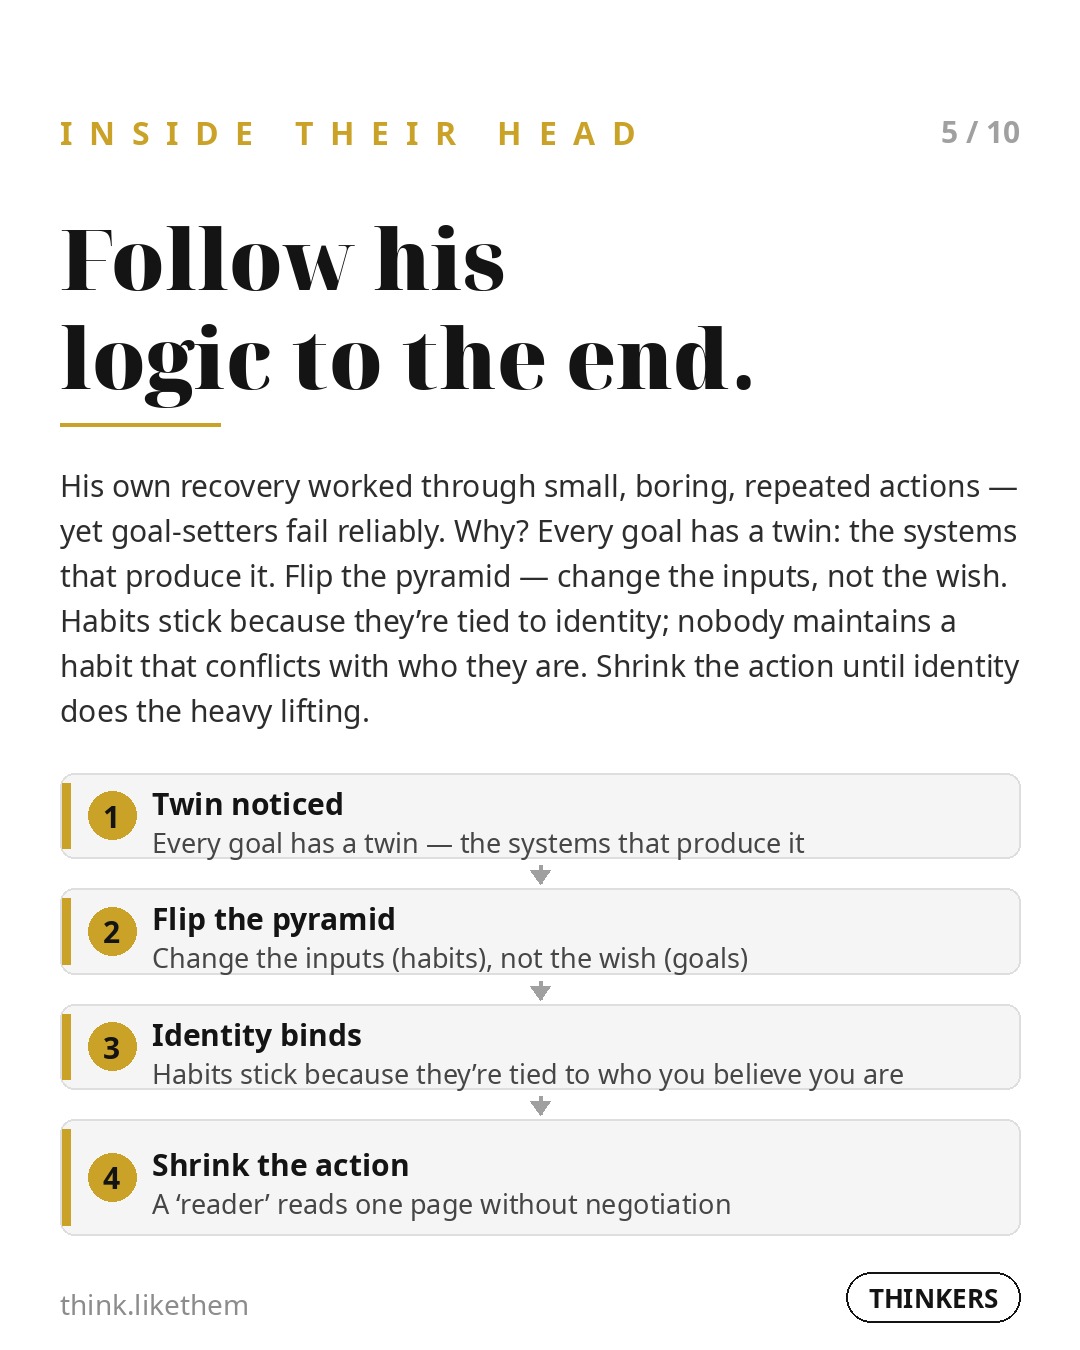 INSIDE THEIR HEAD
5 / 10
Follow his
logic to the end.
His own recovery worked through small, boring, repeated actions —
yet goal-setters fail reliably. Why? Every goal has a twin: the systems
that produce it. Flip the pyramid — change the inputs, not the wish.
Habits stick because they’re tied to identity; nobody maintains a
habit that conflicts with who they are. Shrink the action until identity
does the heavy lifting.
1
Twin noticed
Every goal has a twin — the systems that produce it
2
Flip the pyramid
Change the inputs (habits), not the wish (goals)
3
Identity binds
Habits stick because they’re tied to who you believe you are
4
Shrink the action
A ‘reader’ reads one page without negotiation
think.likethem
THINKERS